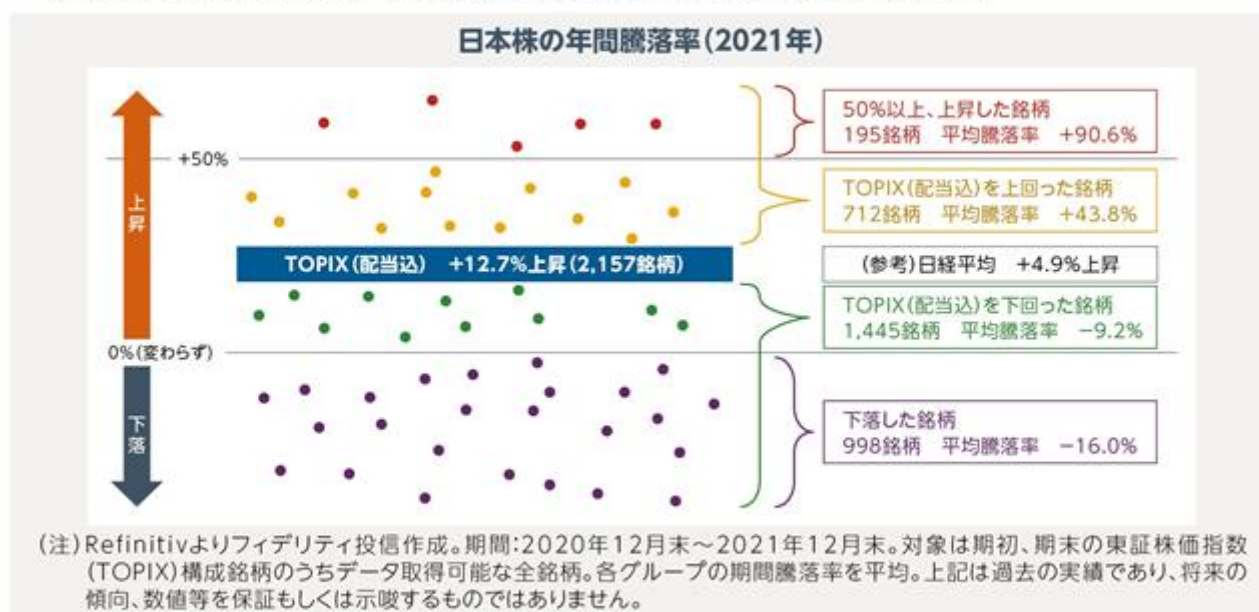 日本株の年間騰落率(2021年)
50%以上、上昇した銘柄
195銘柄 平均騰落率 +90.6%
+50%
TOPIX(配当込)を上回った銘柄
712銘柄 平均騰落率 +43.8%
上昇
TOPIX(配当込) +12.7%上昇(2,157銘柄)
(参考)日経平均 +4.9%上昇
TOPIX(配当込)を下回った銘柄
1,445銘柄 平均騰落率 −9.2%
0%(変わらず)
下落
下落した銘柄
998銘柄 平均騰落率 −16.0%
(注)Refinitivよりフィデリティ投信作成。期間:2020年12月末~2021年12月末。対象は期初、期末の東証株価指数
(TOPIX)構成銘柄のうちデータ取得可能な全銘柄。各グループの期間騰落率を平均。上記は過去の実績であり、将来の
傾向、数値等を保証もしくは示唆するものではありません。